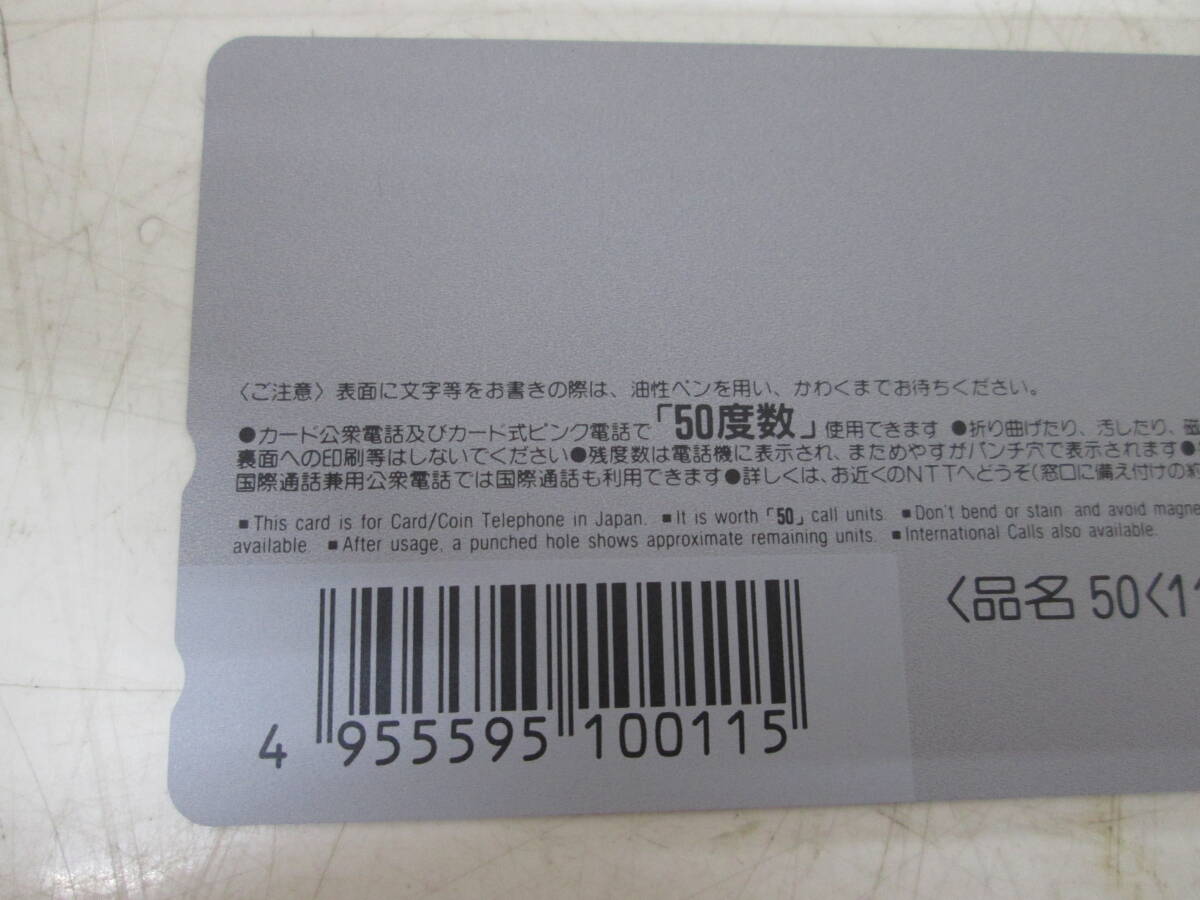 〈ご注意〉表面に文字等をお書きの際は、油性ペンを用い、かわくまでお待ちください。
●カード公衆電話及びカード式ピンク電話で「50度数」使用できます ●折り曲げたり、汚したり、磁
裏面への印刷等はしないでください●残度数は電話機に表示され、まためやすがパンチ穴で表示されます●
国際通話兼用公衆電話では国際通話も利用できます●詳しくは、お近くのNTTへどうぞ(窓口に備え付けの
■This card is for Card/Coin Telephone in Japan. ■It is worth「50」call units. ■Don't bend or stain and avoid magne
available. ■After usage, a punched hole shows approximate remaining units. ■International Calls also available.
〈品名 50〈11
4 955595 100115